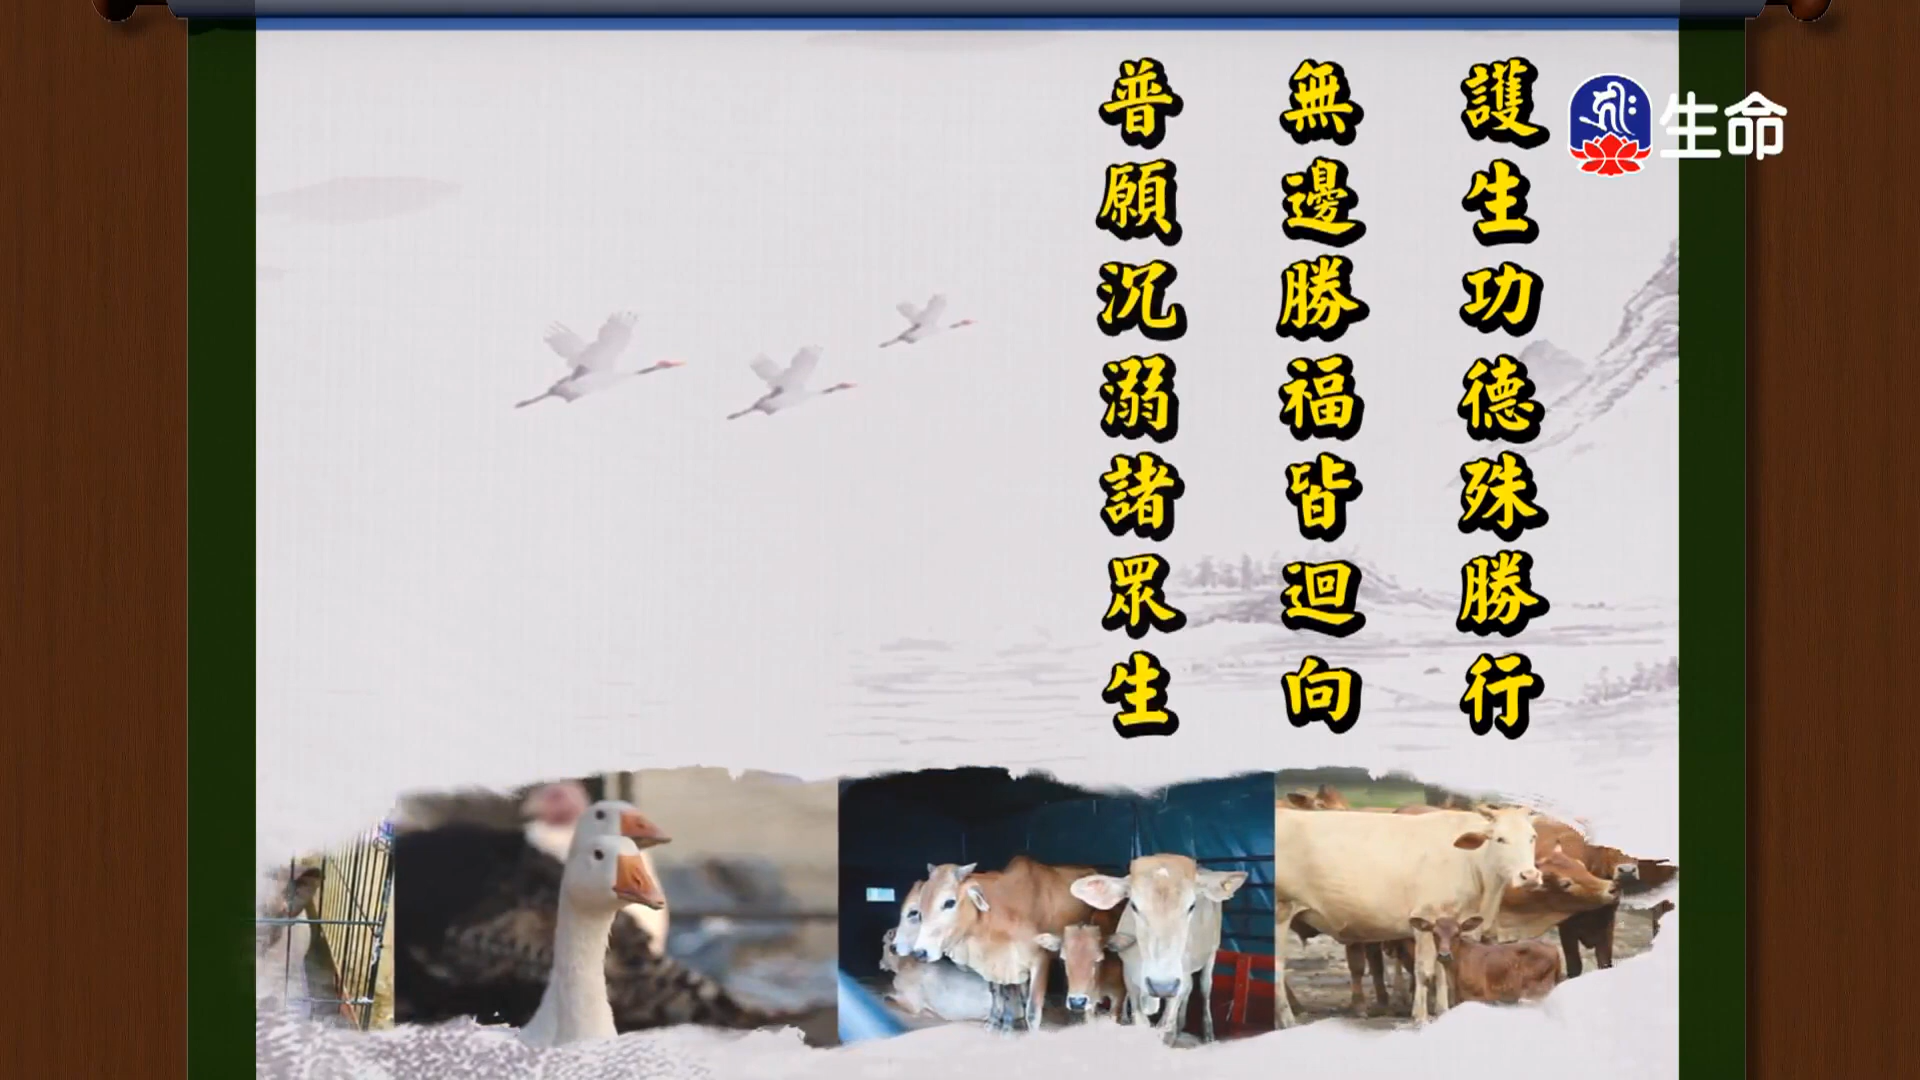 護生功德殊勝行
無邊勝福皆迴向
普願沉溺諸眾生
生命